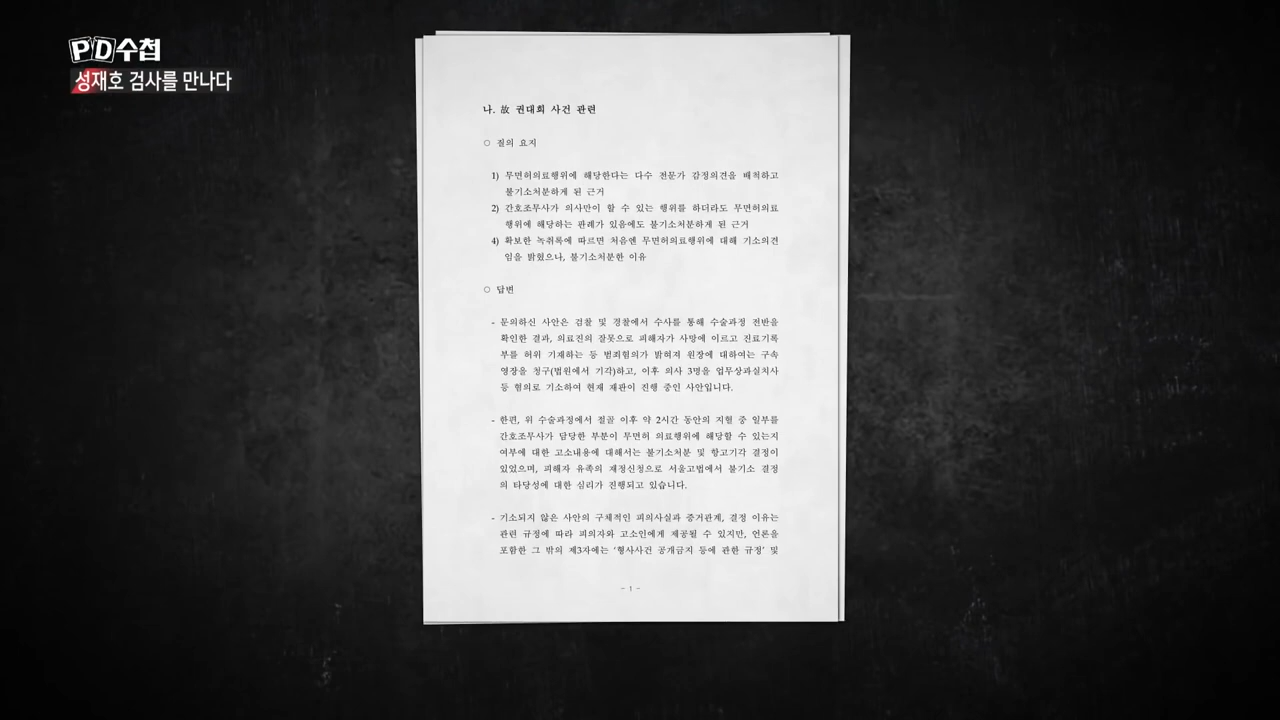 PD수첩
성재호 검사를 만나다
나. 故 권대희 사건 관련
○ 질의 요지
1) 무면허의료행위에 해당한다는 다수 전문가 감정의견을 배척하고
불기소처분하게 된 근거
2) 간호조무사가 의사만이 할 수 있는 행위를 하더라도 무면허의료
행위에 해당하는 판례가 있음에도 불기소처분하게 된 근거
4) 확보한 녹취록에 따르면 처음엔 무면허의료행위에 대해 기소의견
임을 밝혔으나, 불기소처분한 이유
○ 답변
- 문의하신 사안은 검찰 및 경찰에서 수사를 통해 수술과정 전반을
확인한 결과, 의료진의 잘못으로 피해자가 사망에 이르고 진료기록
부를 허위 기재하는 등 범죄혐의가 밝혀져 원장에 대하여는 구속
영장을 청구(법원에서 기각)하고, 이후 의사 3명을 업무상과실치사
등 혐의로 기소하여 현재 재판이 진행 중인 사안입니다.
- 한편, 위 수술과정에서 절골 이후 약 2시간 동안의 지혈 중 일부를
간호조무사가 담당한 부분이 무면허 의료행위에 해당할 수 있는지
여부에 대한 고소내용에 대해서는 불기소처분 및 항고기각 결정이
있었으며, 피해자 유족의 재정신청으로 서울고법에서 불기소 결정
의 타당성에 대한 심리가 진행되고 있습니다.
- 기소되지 않은 사안의 구체적인 피의사실과 증거관계, 결정 이유는
관련 규정에 따라 피의자와 고소인에게 제공될 수 있지만, 언론을
포함한 그 밖의 제3자에는 '형사사건 공개금지 등에 관한 규정' 및
- 1 -